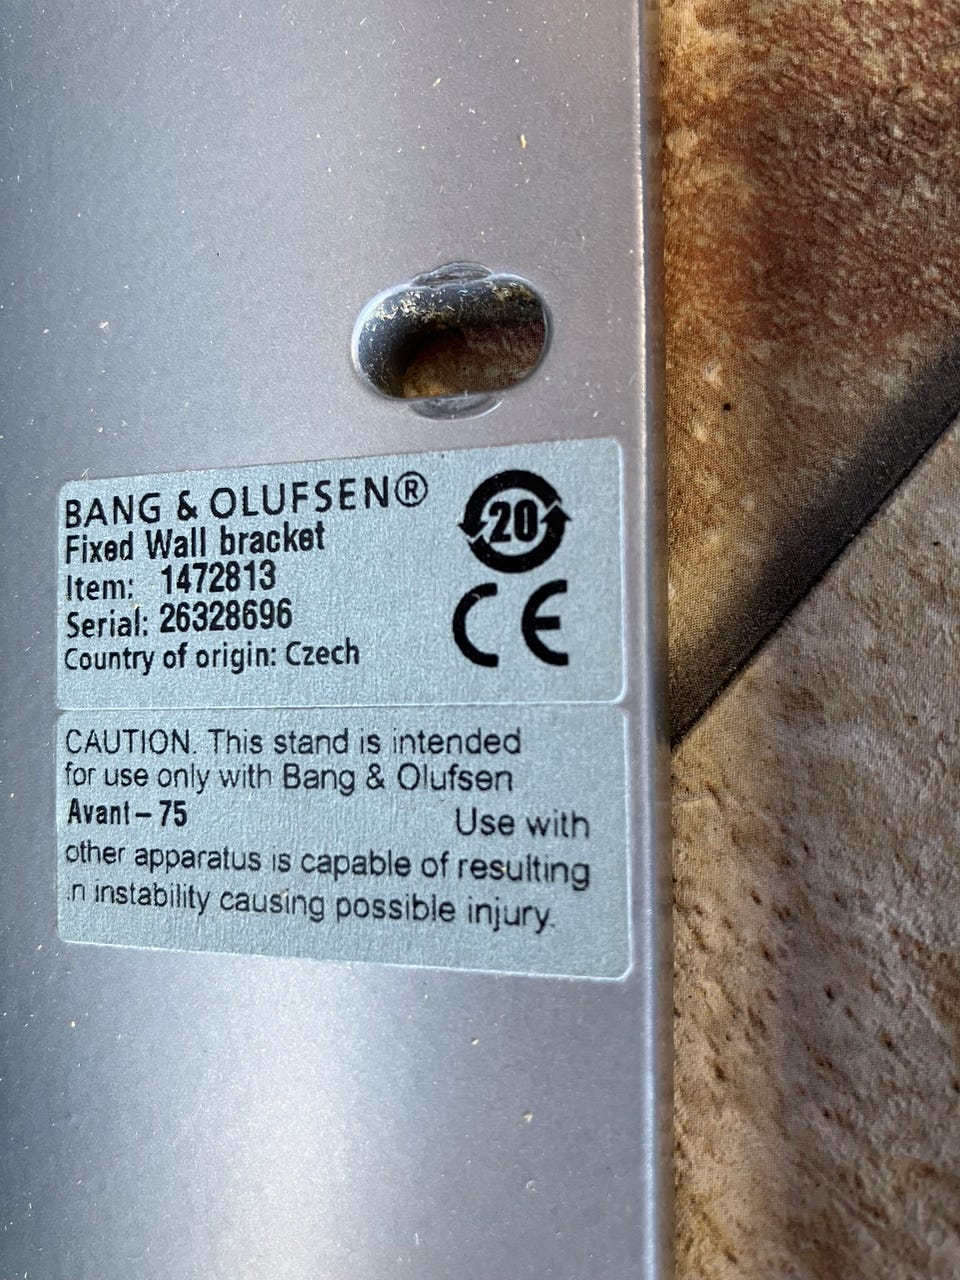 BANG & OLUFSEN®
Fixed Wall bracket
Item: 1472813
Serial: 26328696
Country of origin: Czech
20
CE
CAUTION. This stand is intended
for use only with Bang & Olufsen
Avant-75 Use with
other apparatus is capable of resulting
in instability causing possible injury.